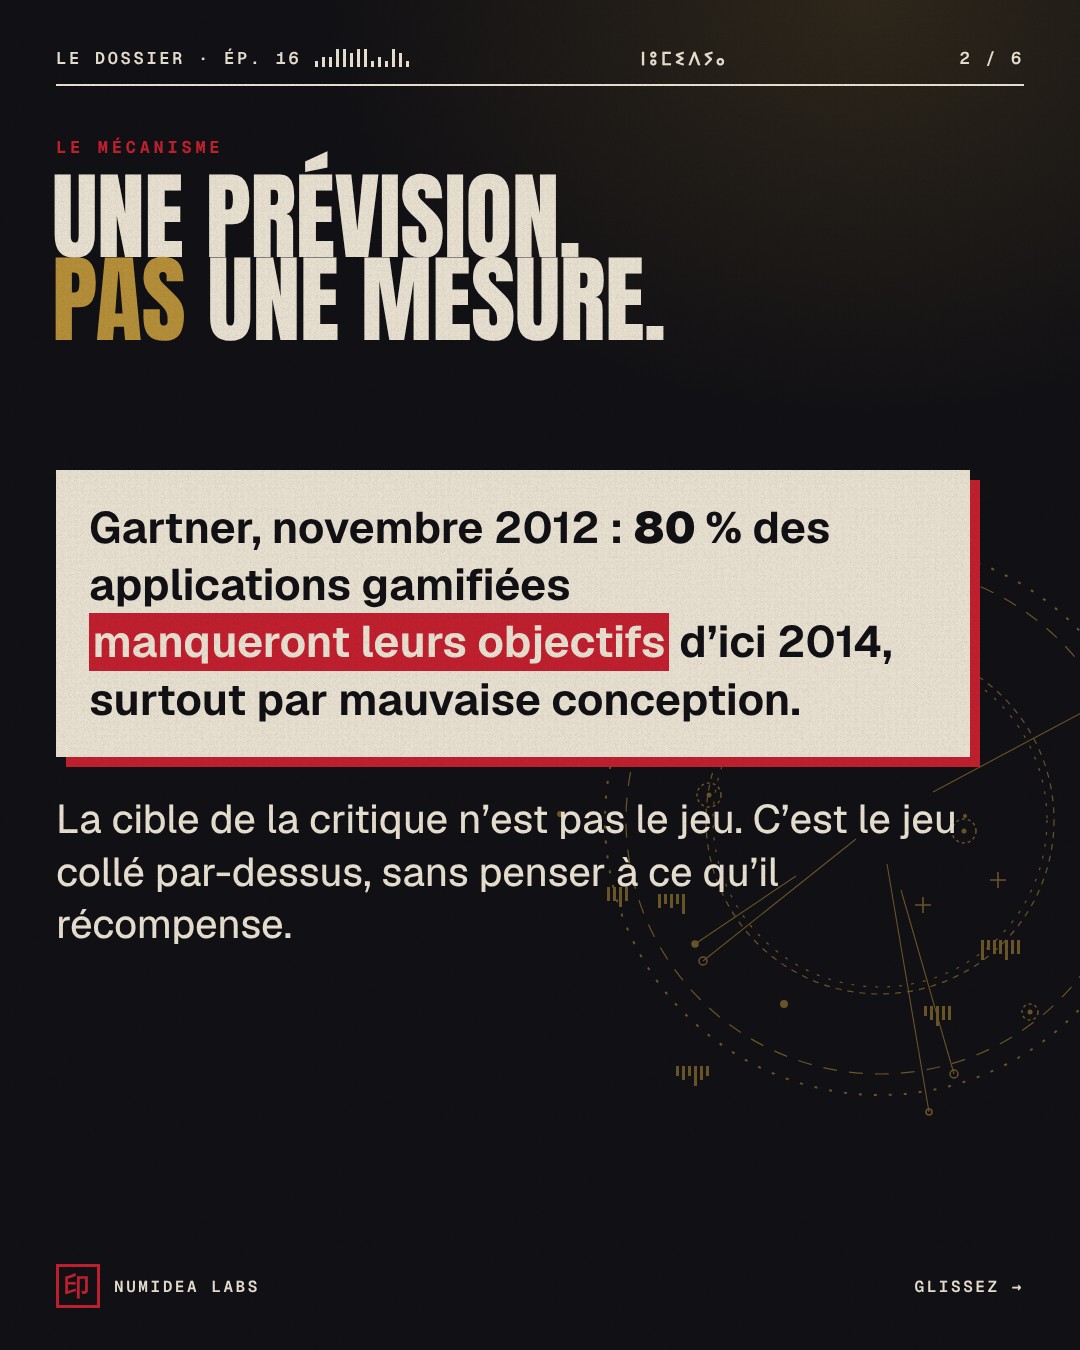 LE DOSSIER · ÉP. 16
ⵏⵓⵎⵉⴷⵢⴰ
2 / 6
LE MÉCANISME
UNE PRÉVISION.
PAS UNE MESURE.
Gartner, novembre 2012 : 80 % des
applications gamifiées
manqueront leurs objectifs d’ici 2014,
surtout par mauvaise conception.
La cible de la critique n’est pas le jeu. C’est le jeu
collé par-dessus, sans penser à ce qu’il
récompense.
印
NUMIDEA LABS
GLISSEZ →